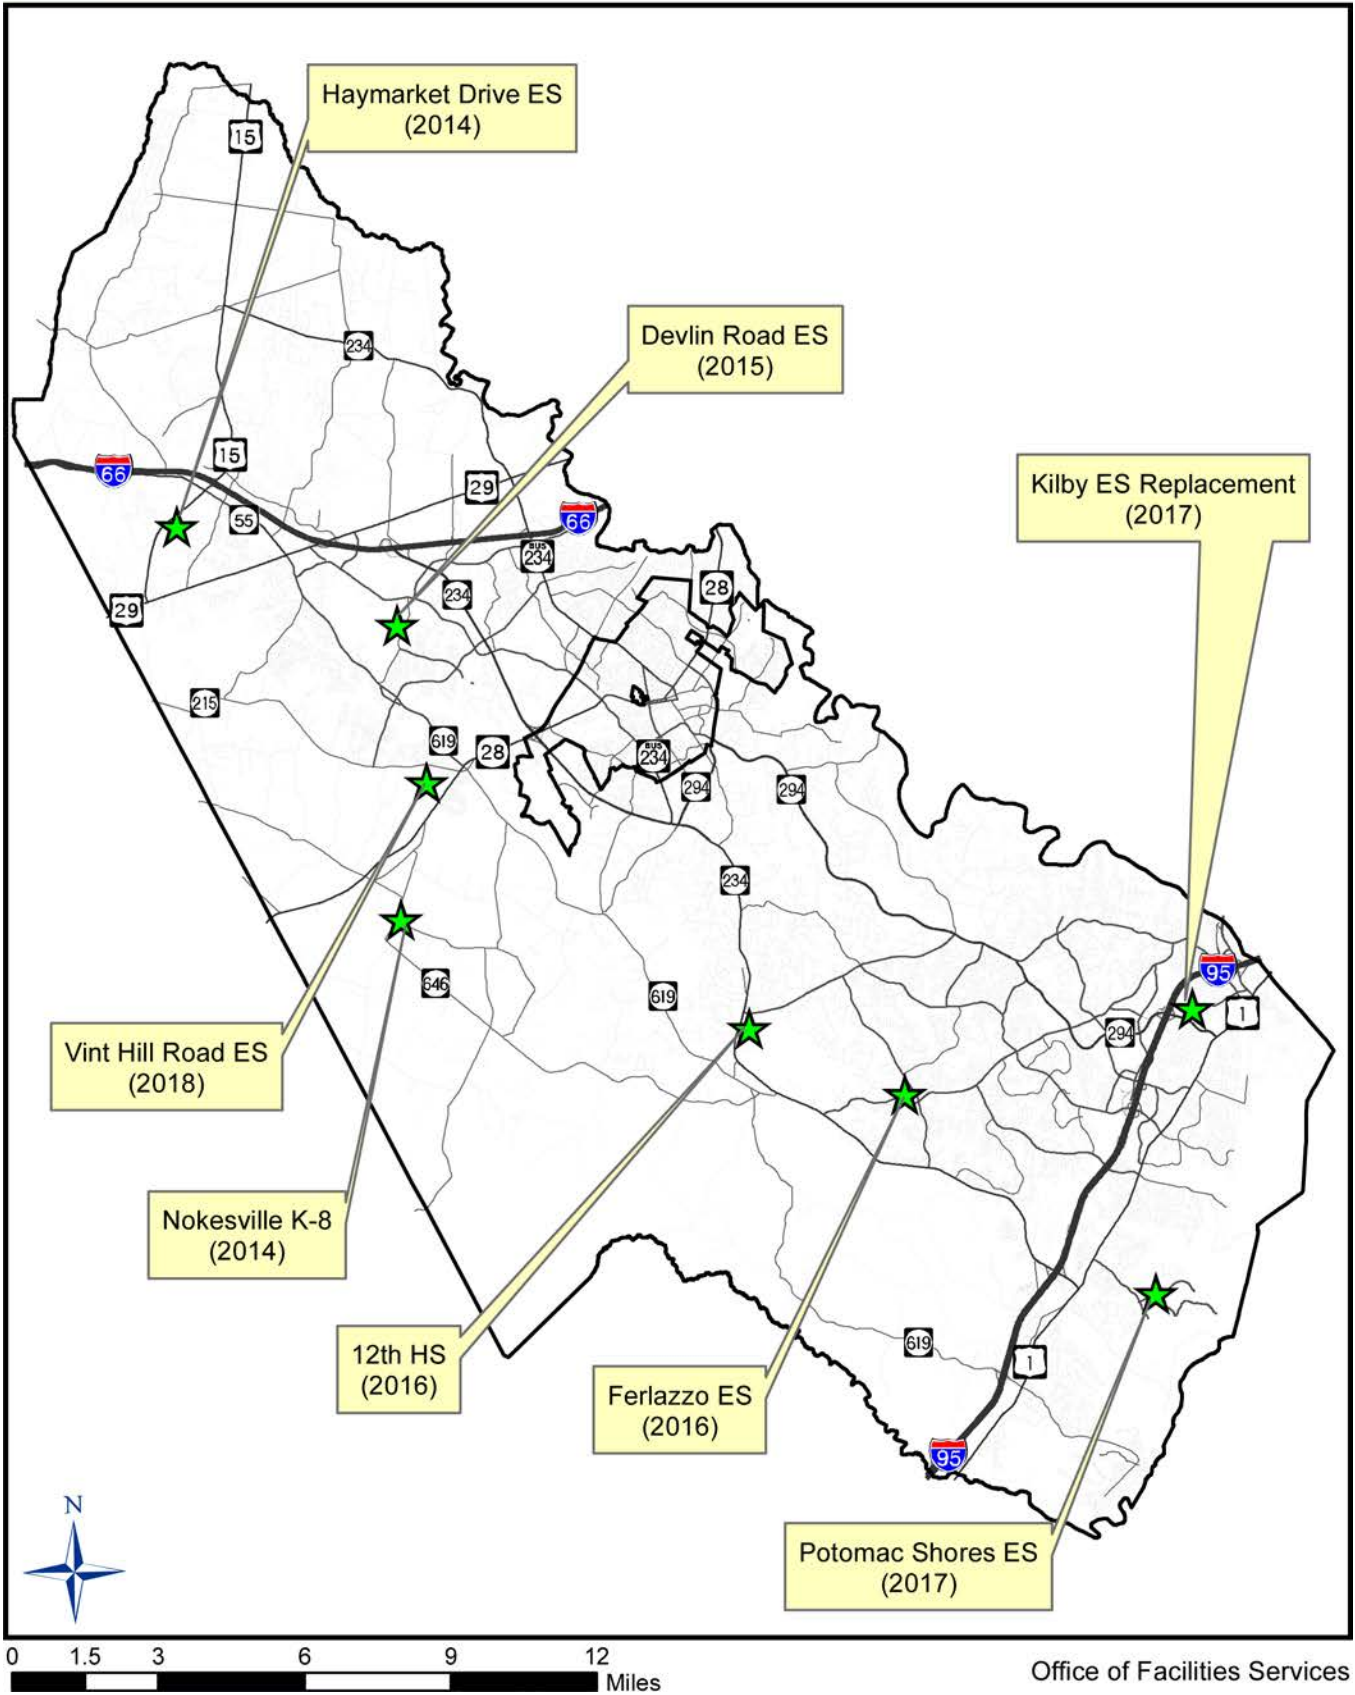 Haymarket Drive ES
(2014)
15
234
Devlin Road ES
(2015)
15
66
29
55
66
BUS
234
Kilby ES Replacement
(2017)
29
234
28
215
619
28
BUS
234
294
294
234
646
619
95
1
294
Vint Hill Road ES
(2018)
Nokesville K-8
(2014)
12th HS
(2016)
Ferlazzo ES
(2016)
619
1
95
Potomac Shores ES
(2017)
N
0 1.5 3 6 9 12
Miles
Office of Facilities Services